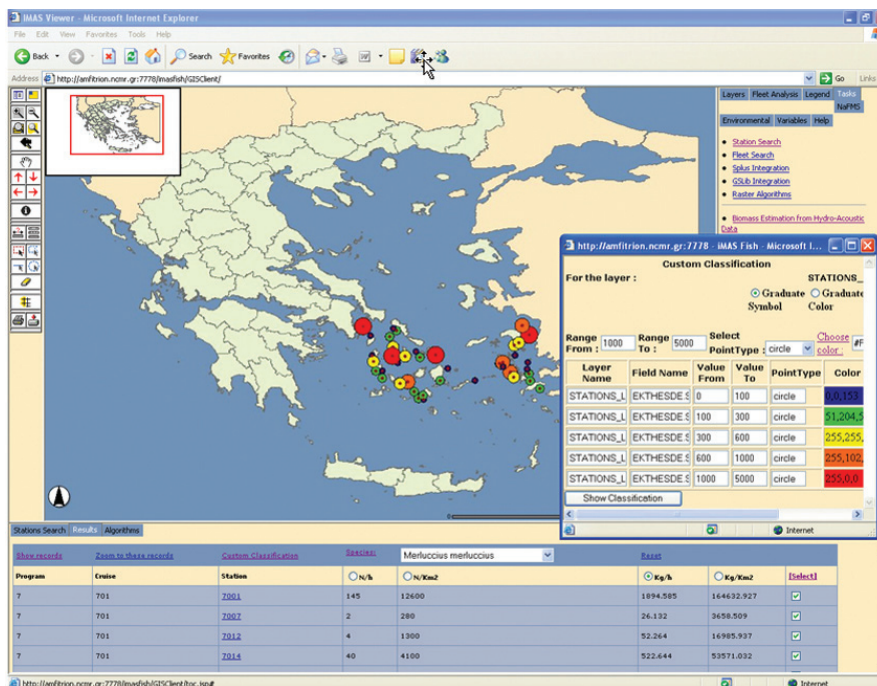 IMAS Viewer - Microsoft Internet Explorer
File Edit View Favorites Tools Help
Back Search Favorites
Address http://amfitrion.ncmr.gr:7778/imasfish/GISClient/ Go Links
Layers Fleet Analysis Legend Tasks
NaFMS
Environmental Variables Help
Station Search
Fleet Search
Splus Integration
GSLib Integration
Raster Algorithms
Biomass Estimation from Hydro-Acoustic
Data
http://amfitrion.ncmr.gr:7778 - iMAS Fish - Microsoft I...
Custom Classification
For the layer : STATIONS_
Graduate Symbol Graduate Color
Range From : 1000 Range To : 5000 Select PointType : circle Choose color : #F
Layer Name Field Name Value From Value To PointType Color
STATIONS_L EKTHESDE.S 0 100 circle 0,0,153
STATIONS_L EKTHESDE.S 100 300 circle 51,204,5
STATIONS_L EKTHESDE.S 300 600 circle 255,255,
STATIONS_L EKTHESDE.S 600 1000 circle 255,102,
STATIONS_L EKTHESDE.S 1000 5000 circle 255,0,0
Show Classification
Internet
Stations Search Results Algorithms
Show records Zoom to these records Custom Classification Species: Merluccius merluccius Reset
Program Cruise Station N/h N/Km2 Kg/h Kg/Km2 [Select]
7 701 7001 145 12600 1894.585 164632.927
7 701 7007 2 280 26.132 3658.509
7 701 7012 4 1300 52.264 16985.937
7 701 7014 40 4100 522.644 53571.032
http://amfitrion.ncmr.gr:7778/imasfish/GISClient/toc.jsp# Internet